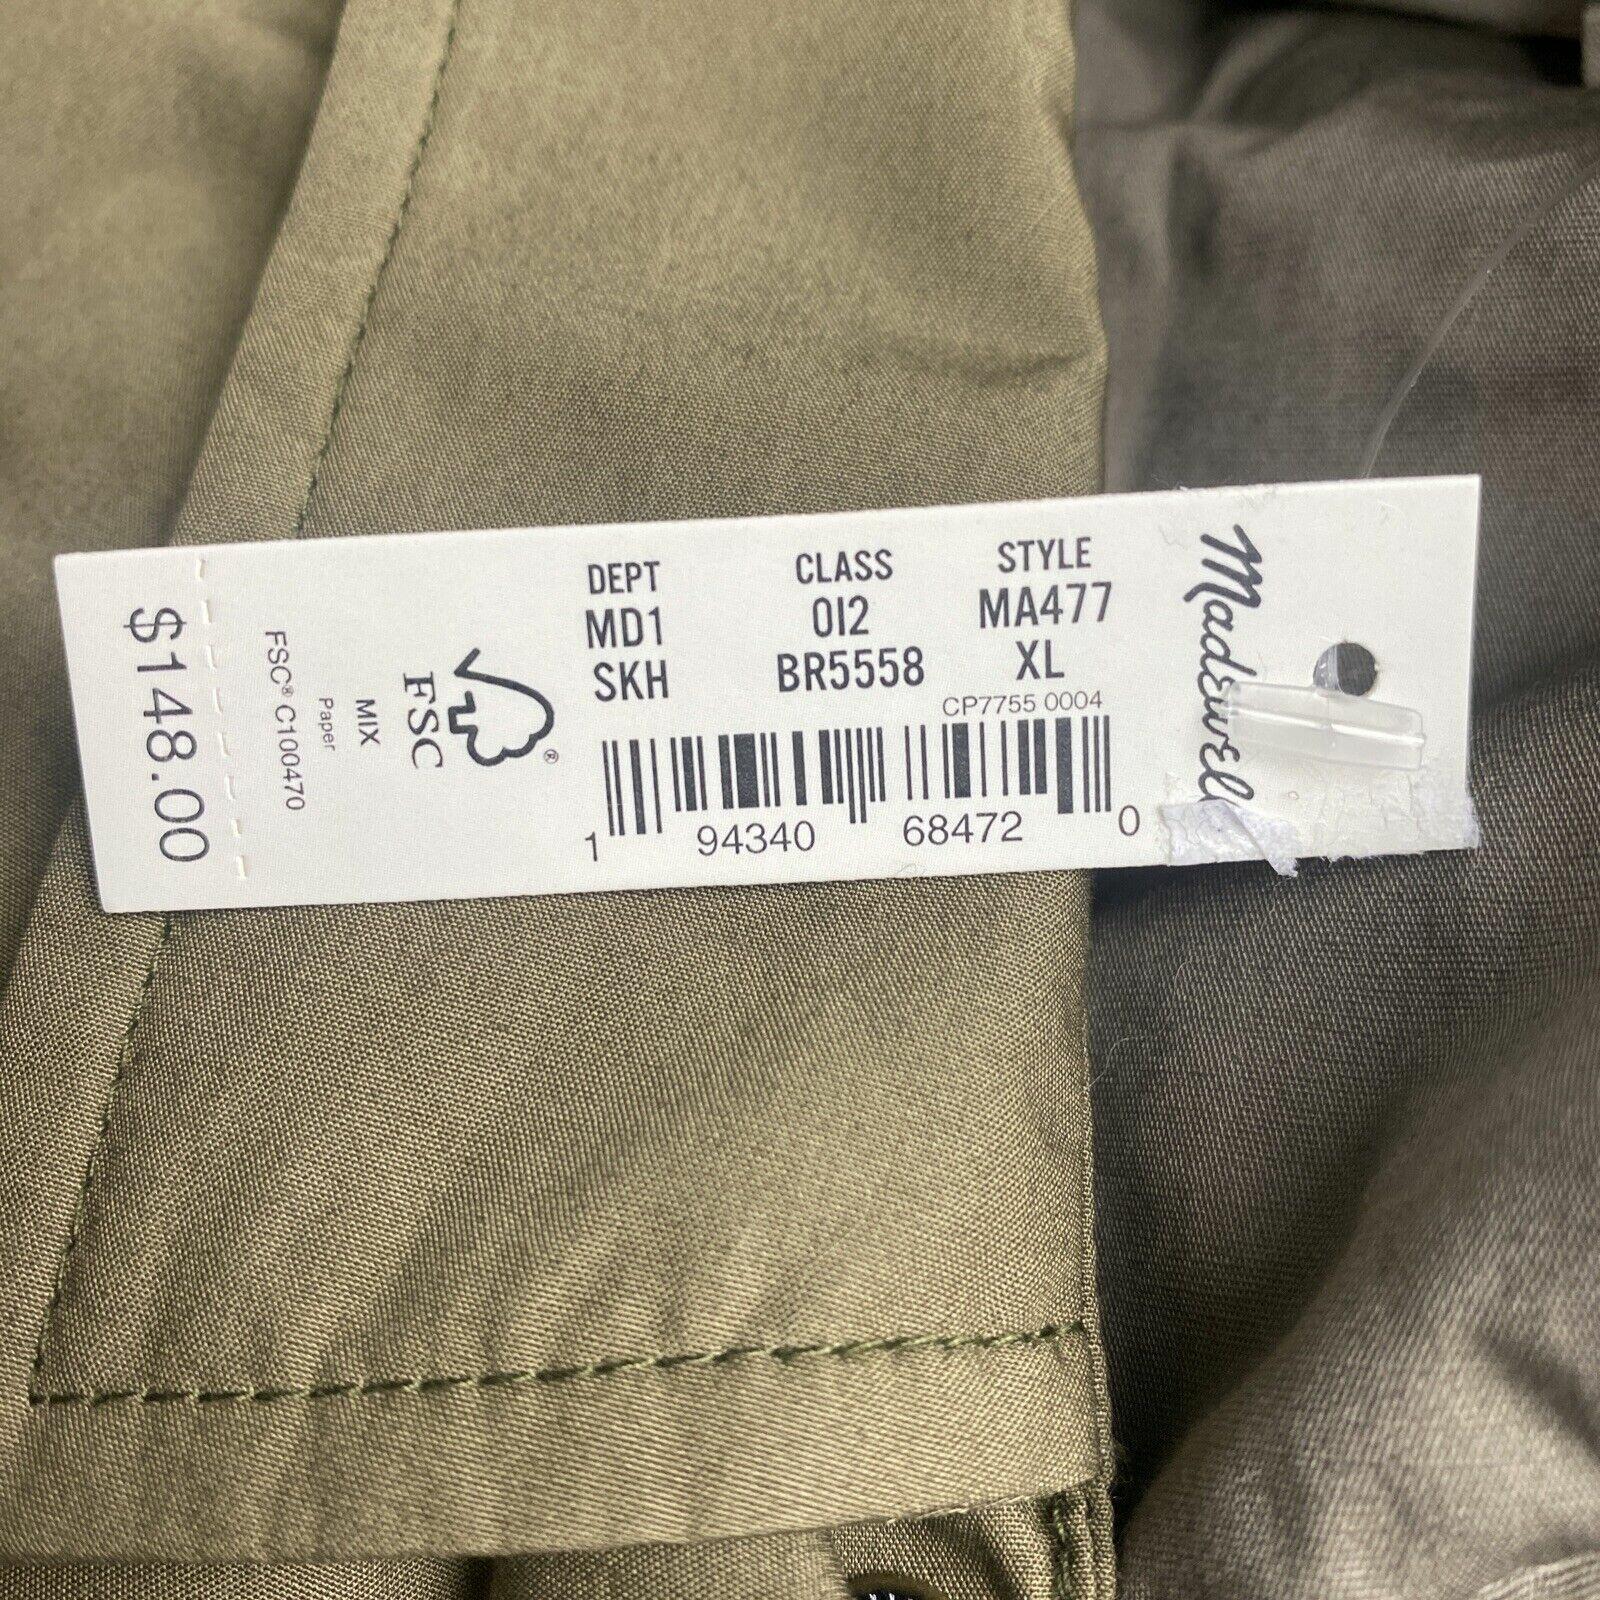 DEPT CLASS STYLE
MD1 012 MA477
SKH BR5558 XL
CP7755 0004
1 94340 68472 0
Madewell
FSC®
MIX
Paper
FSC® C100470
$148.00